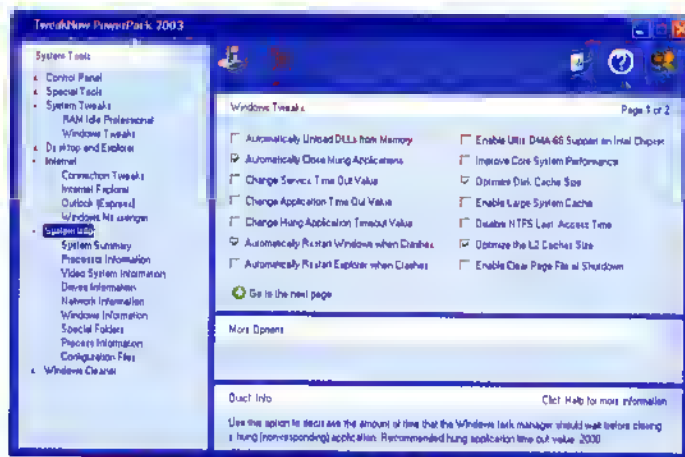 TweakNow PowerPack 2003
System Tools
Control Panel
Special Tools
System Tweaks
RAM Idle Professional
Windows Tweaks
Desktop and Explorer
Internet
Connection Tweaks
Internet Explorer
Outlook (Express)
Windows Messenger
System Info
System Summary
Processor Information
Video System Information
Drives Information
Network Information
Windows Information
Special Folders
Process Information
Configuration Files
Windows Cleaner
Windows Tweaks
Page 1 of 2
Automatically Unload DLLs from Memory
Automatically Close Hung Applications
Change Service Time Out Value
Change Application Time Out Value
Change Hung Application Timeout Value
Automatically Restart Windows when Crashes
Automatically Restart Explorer when Crashes
Enable Ultra DMA-66 Support on Intel Chipset
Improve Core System Performance
Optimize Disk Cache Size
Enable Large System Cache
Disable NTFS Last Access Time
Optimize the L2 Caches Size
Enable Clear Page File at Shutdown
Go to the next page
More Options
Quick Info
Click Help for more information
Use this option to decrease the amount of time that the Windows task manager should wait before closing
a hung (non-responding) application. Recommended hung application time out value: 2000